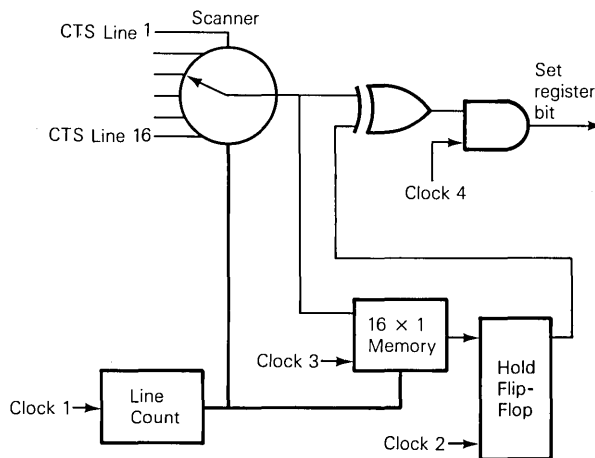 Scanner
CTS Line 1
CTS Line 16
Set
register
bit
Clock 4
16 × 1
Memory
Clock 3
Hold
Flip-
Flop
Line
Count
Clock 1
Clock 2